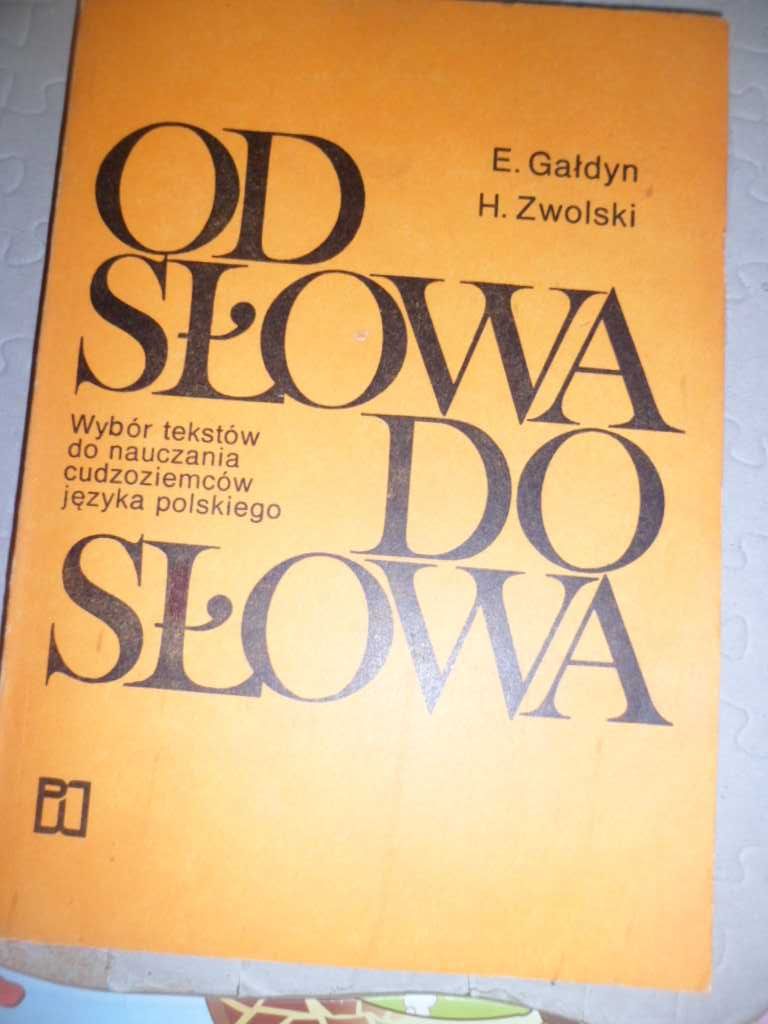 E. Gałdyn
H. Zwolski
OD
SŁOWA
DO
SŁOWA
Wybór tekstów
do nauczania
cudzoziemców
języka polskiego